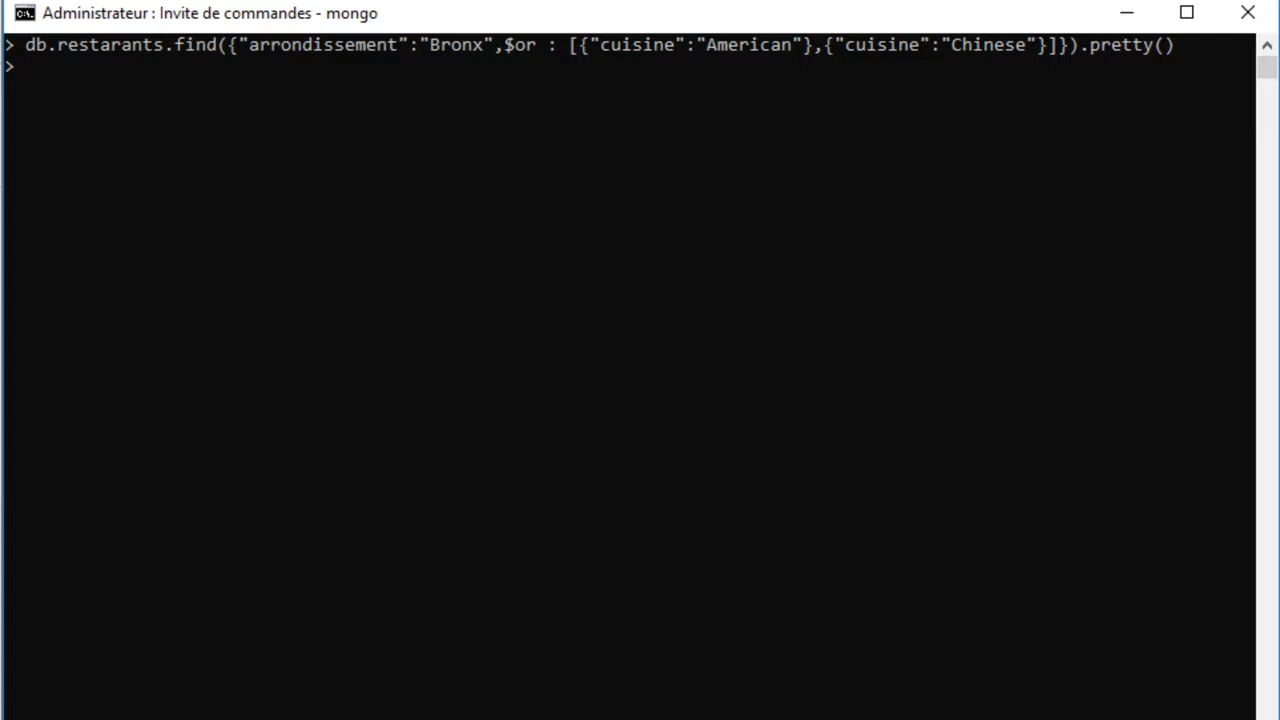 Administrateur : Invite de commandes - mongo
> db.restarants.find({"arrondissement":"Bronx",$or : [{"cuisine":"American"},{"cuisine":"Chinese"}]}).pretty()
>